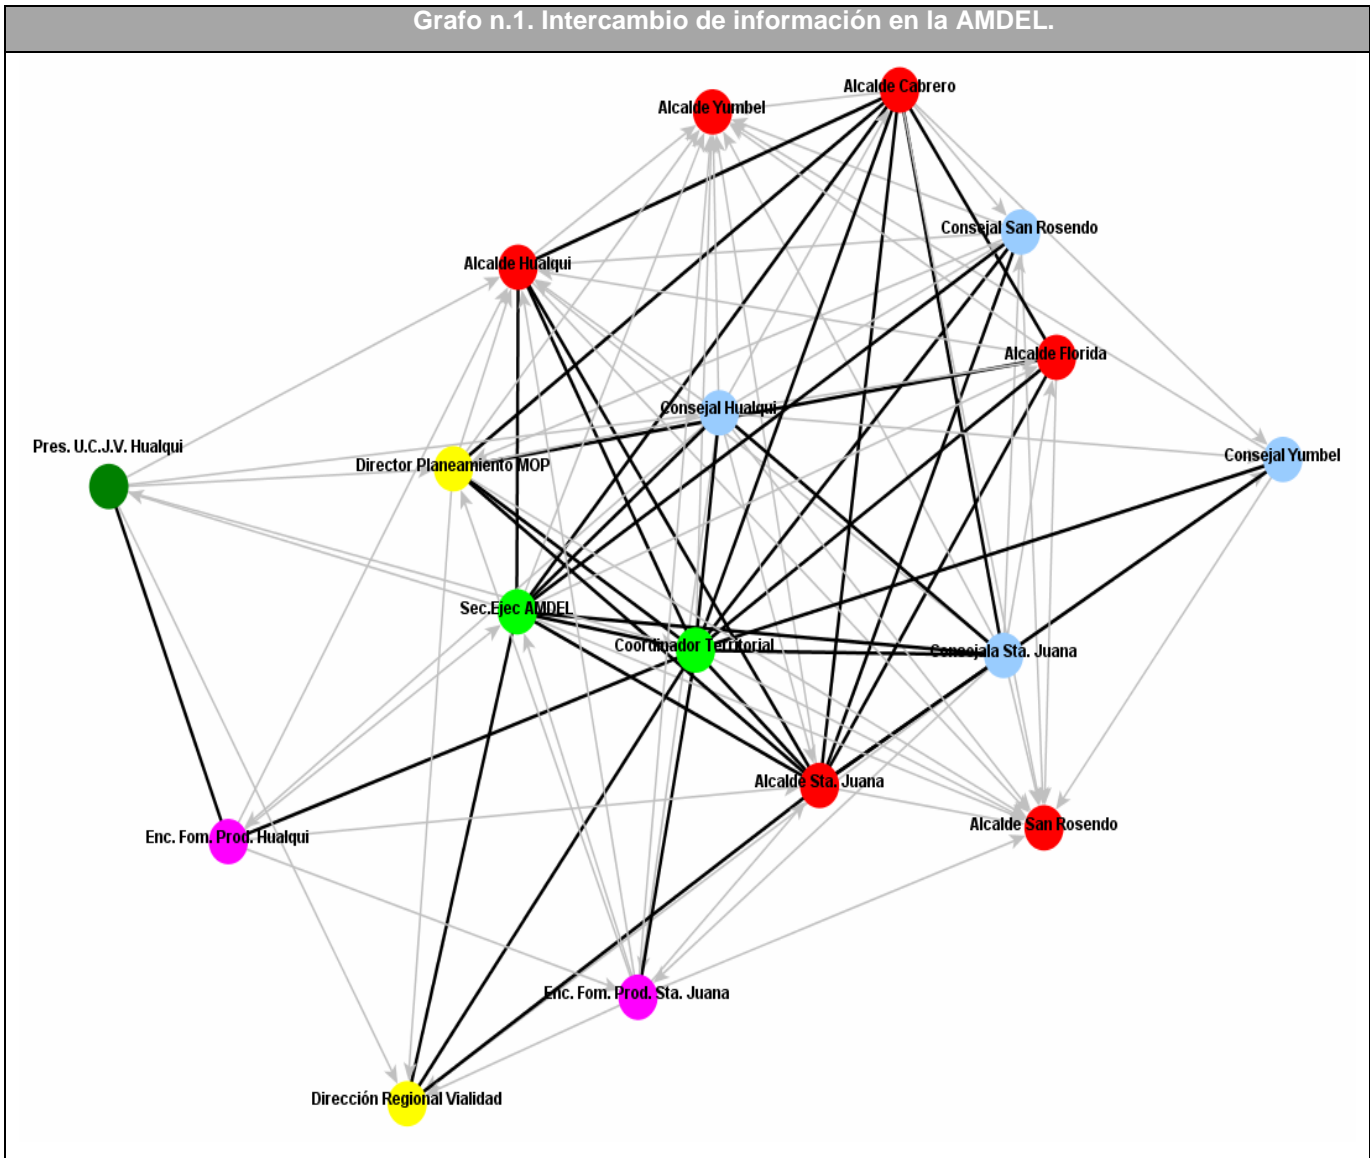 Grafo n.1. Intercambio de información en la AMDEL.
Alcalde Cabrero
Alcalde Yumbel
Consejal San Rosendo
Alcalde Hualqui
Alcalde Florida
Consejal Hualqui
Pres. U.C.J.V. Hualqui
Consejal Yumbel
Director Planeamiento MOP
Sec.Ejec AMDEL
Coordinador Territorial
Consejala Sta. Juana
Alcalde Sta. Juana
Alcalde San Rosendo
Enc. Fom. Prod. Hualqui
Enc. Fom. Prod. Sta. Juana
Dirección Regional Vialidad